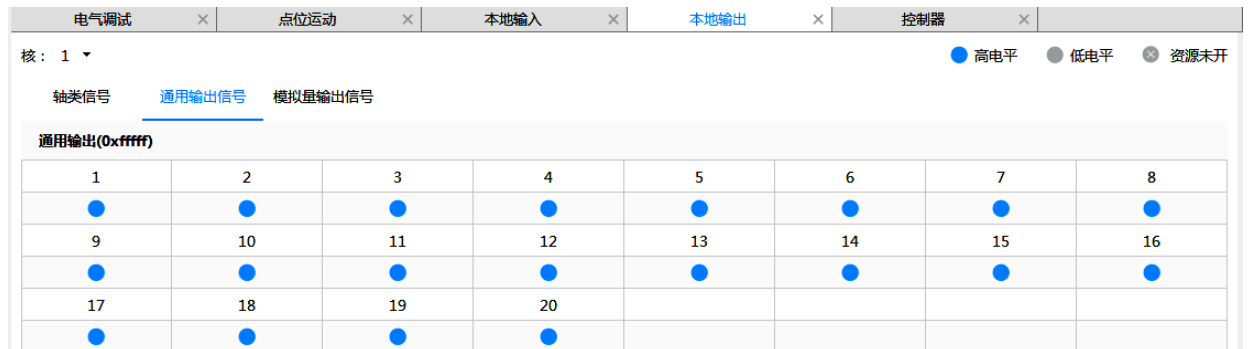 电气调试 点位运动 本地输入 本地输出 控制器
核： 1 高电平 低电平 资源未开
轴类信号 通用输出信号 模拟量输出信号
通用输出(0xfffff)
1 2 3 4 5 6 7 8
9 10 11 12 13 14 15 16
17 18 19 20